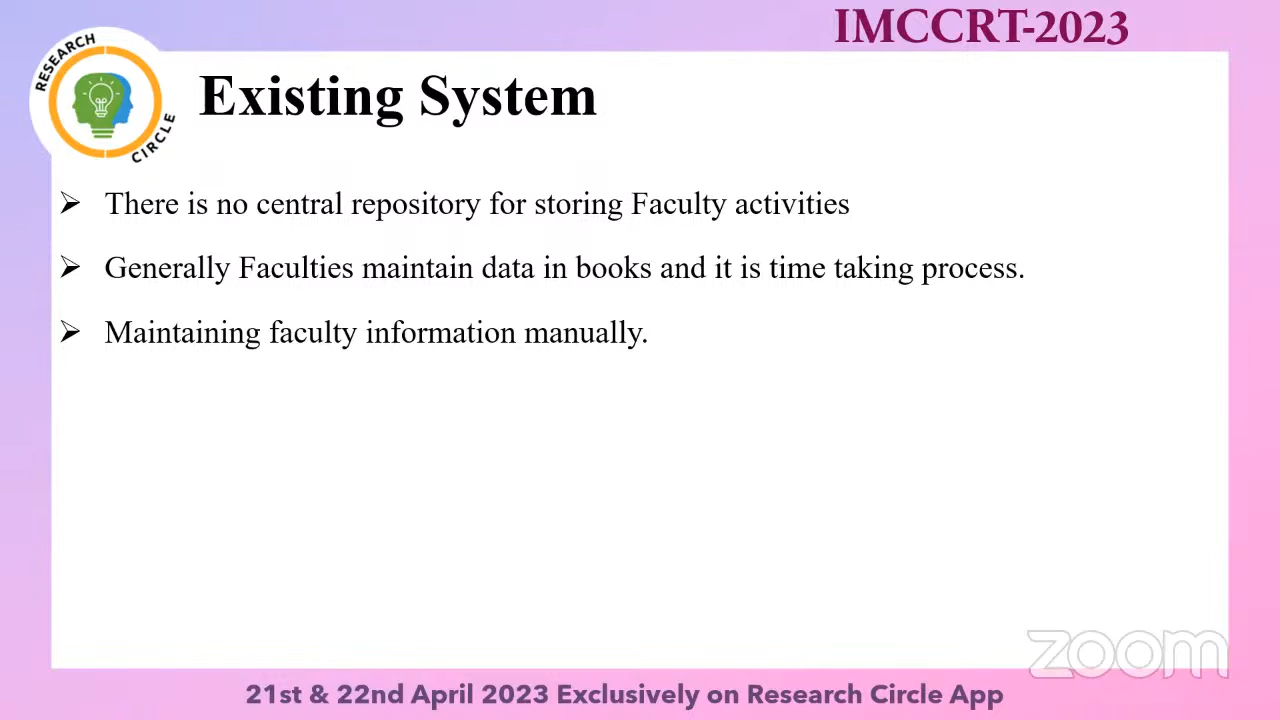 IMCCRT-2023
RESEARCH
CIRCLE
Existing System
There is no central repository for storing Faculty activities
Generally Faculties maintain data in books and it is time taking process.
Maintaining faculty information manually.
zoom
21st & 22nd April 2023 Exclusively on Research Circle App